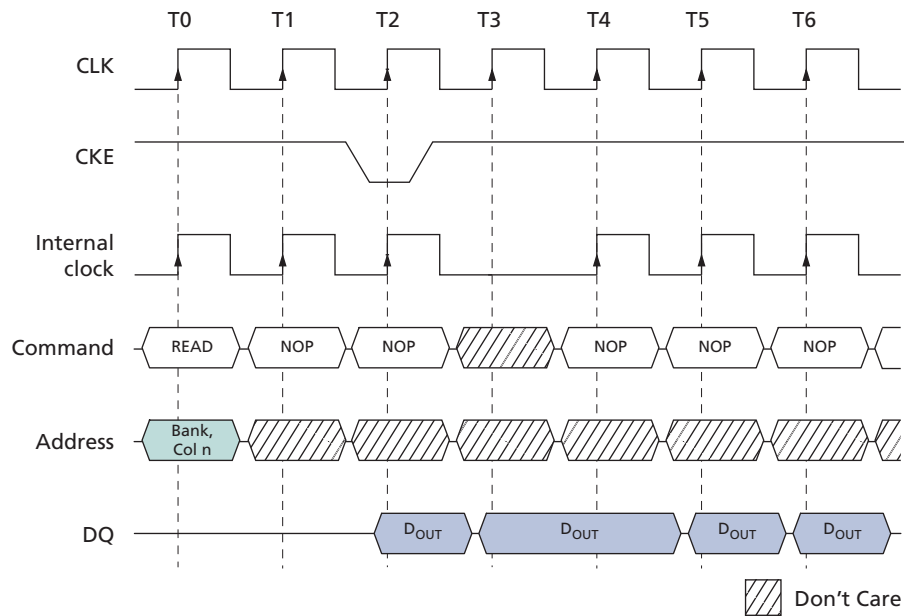 T0 T1 T2 T3 T4 T5 T6
CLK
CKE
Internal
clock
Command READ NOP NOP NOP NOP NOP
Address Bank,
Col n
DQ DOUT DOUT DOUT DOUT
Don't Care